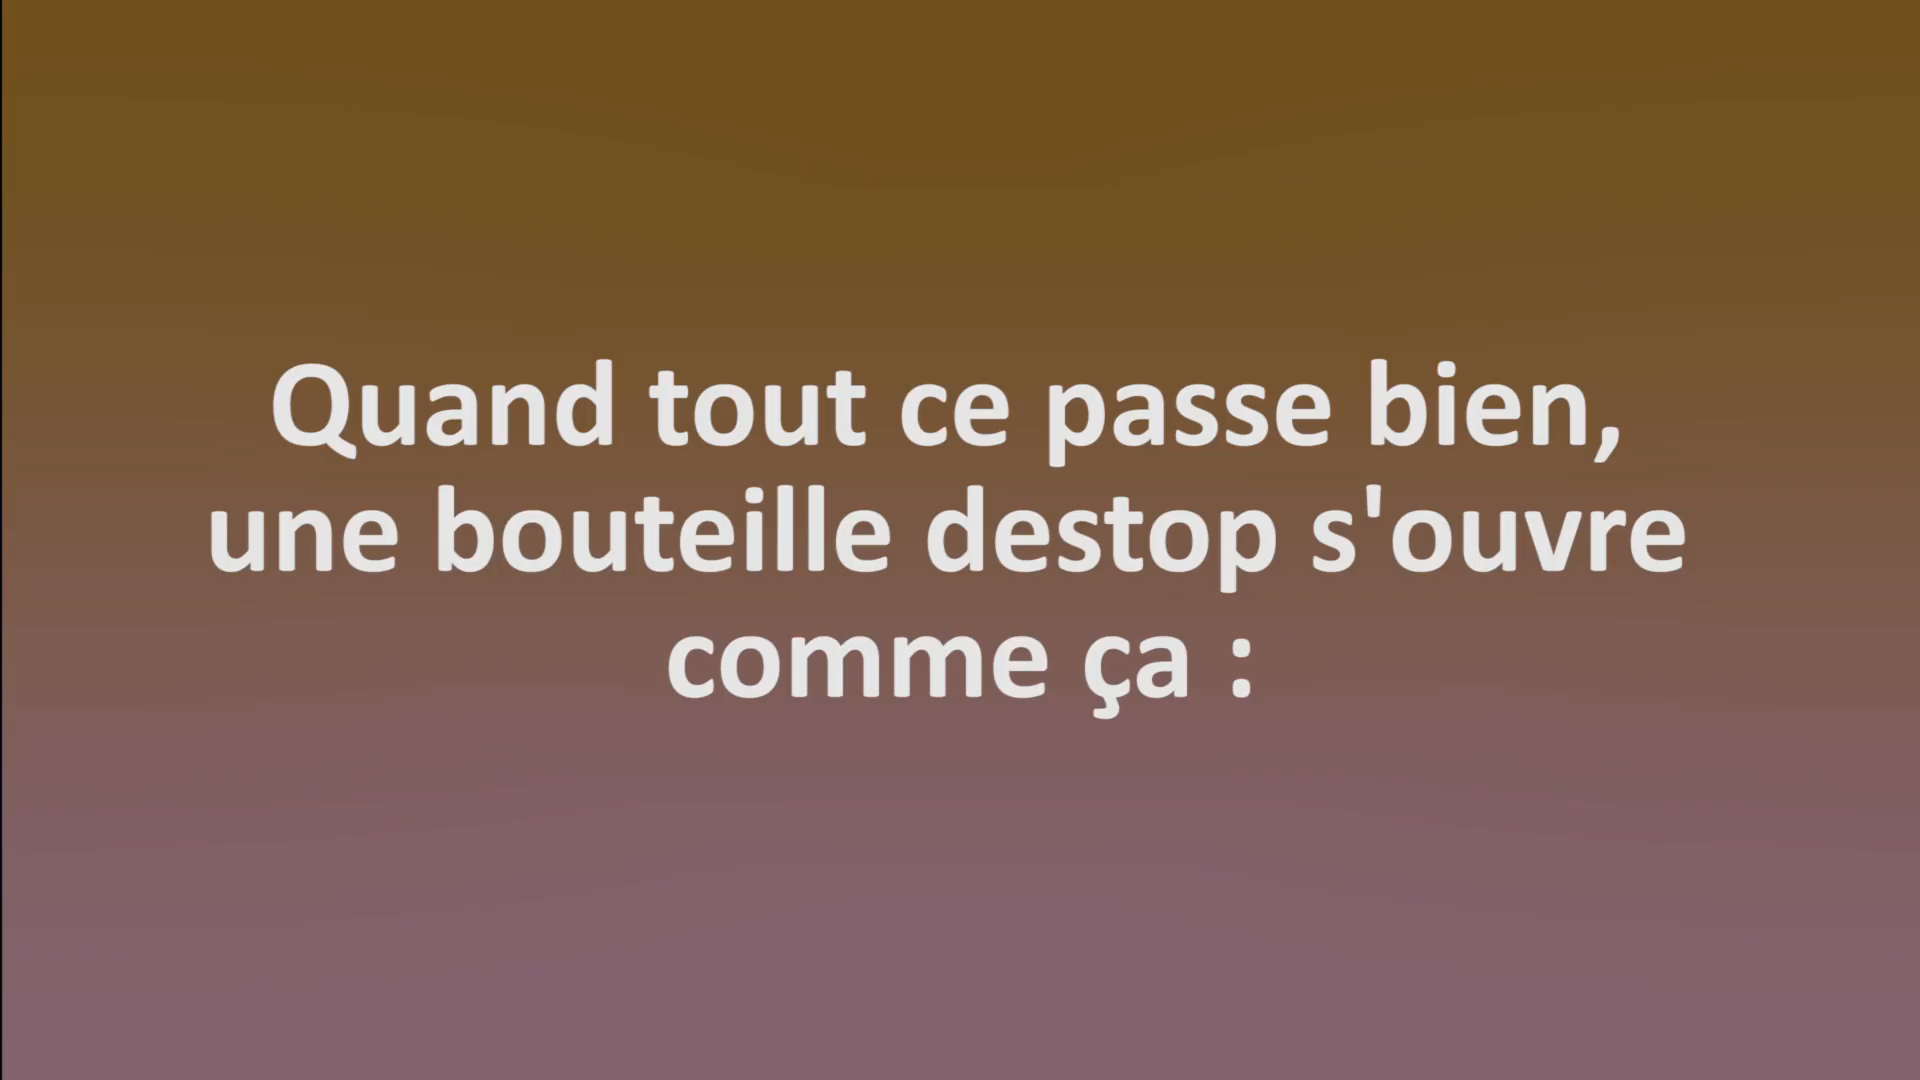 Quand tout ce passe bien,
une bouteille destop s'ouvre
comme ça :